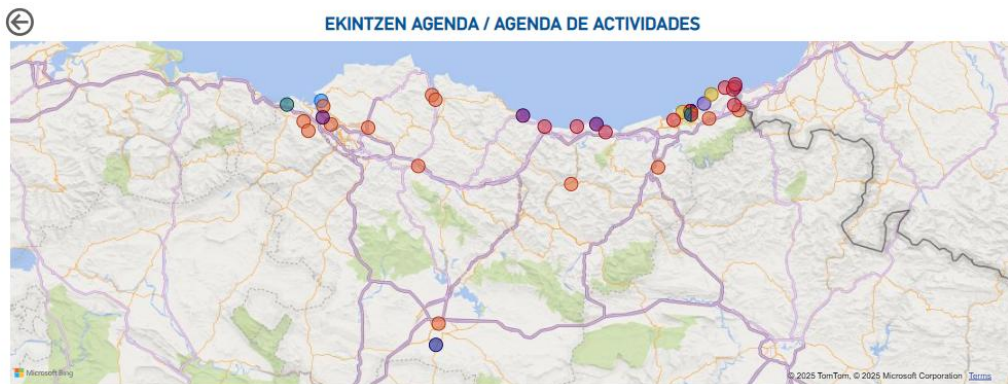 EKINTZEN AGENDA / AGENDA DE ACTIVIDADES
Microsoft Bing
© 2025 TomTom, © 2025 Microsoft Corporation Terms